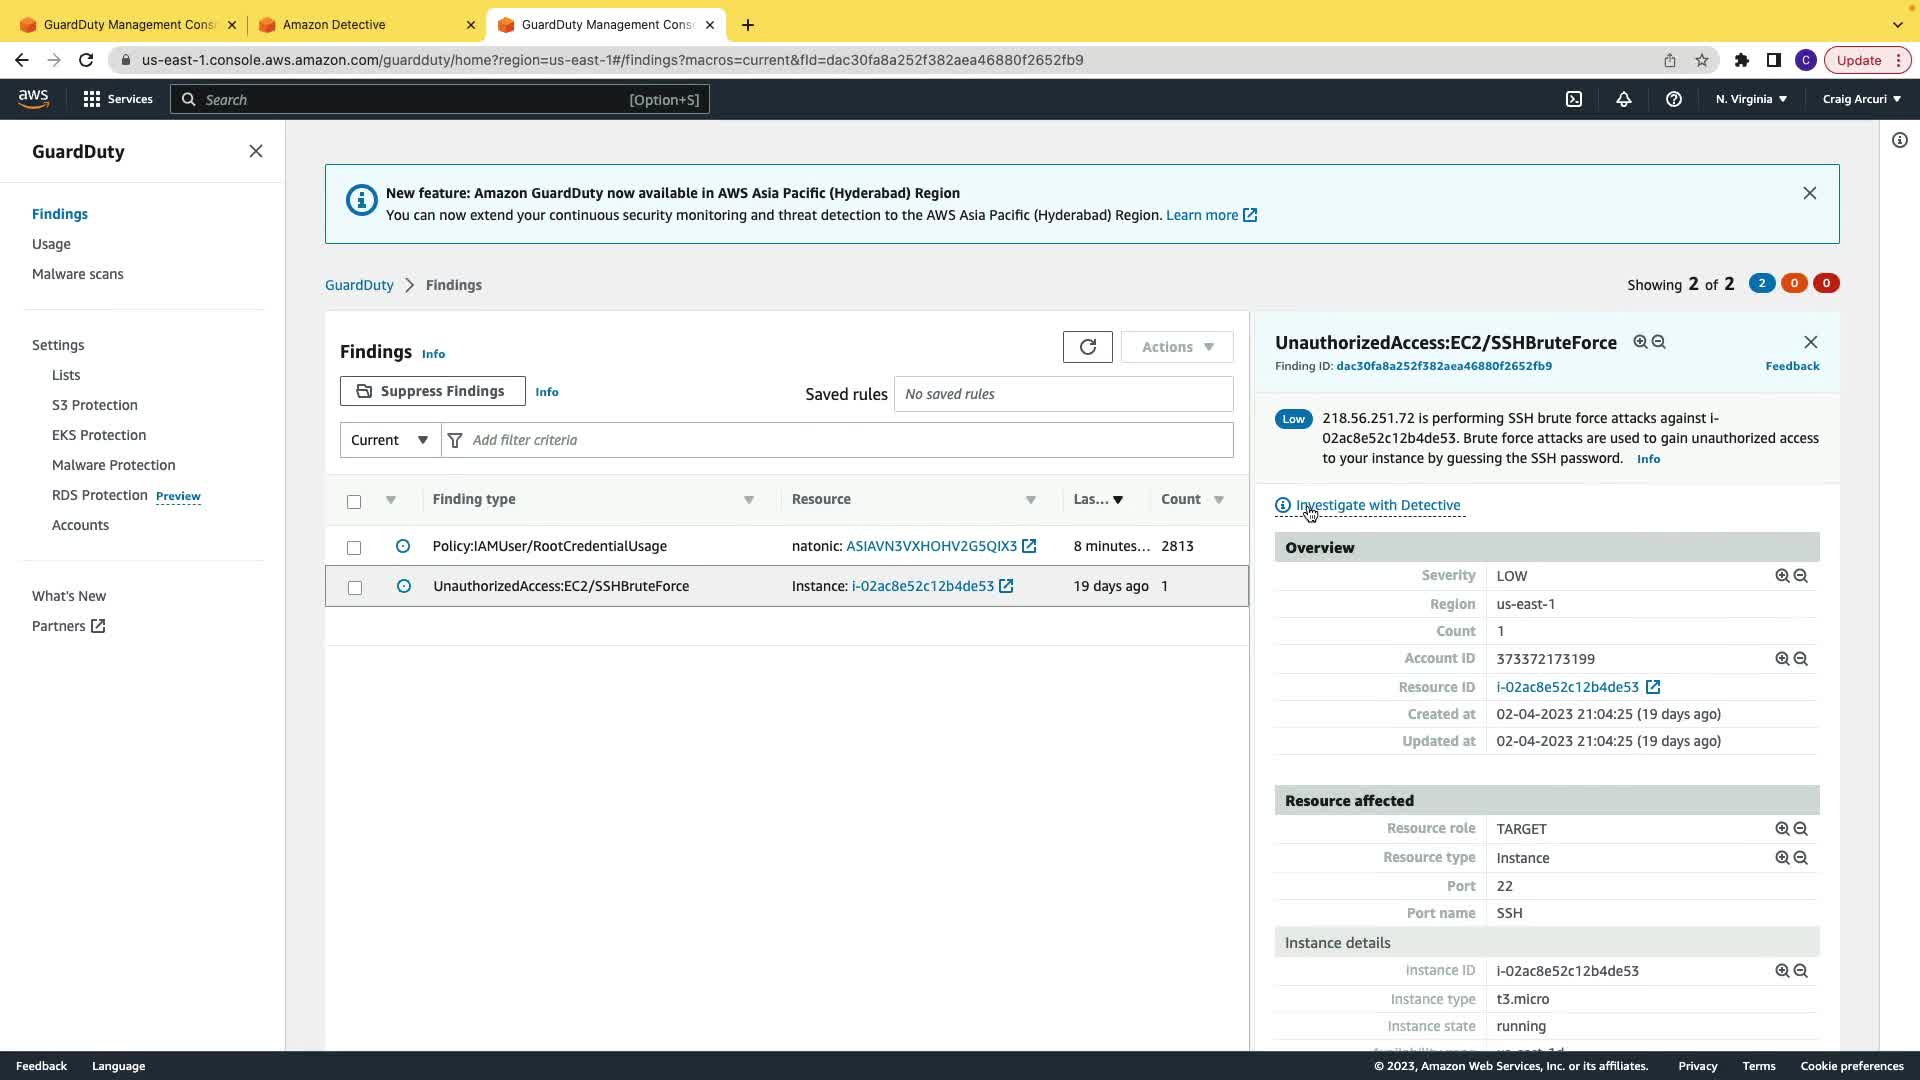 GuardDuty Management Cons
Amazon Detective
GuardDuty Management Cons
us-east-1.console.aws.amazon.com/guardduty/home?region=us-east-1#/findings?macros=current&fId=dac30fa8a252f382aea46880f2652fb9
C
Update
aws
Services
Search
[Option+S]
N. Virginia
Craig Arcuri
GuardDuty
Findings
Usage
Malware scans
Settings
Lists
S3 Protection
EKS Protection
Malware Protection
RDS Protection Preview
Accounts
What's New
Partners
New feature: Amazon GuardDuty now available in AWS Asia Pacific (Hyderabad) Region
You can now extend your continuous security monitoring and threat detection to the AWS Asia Pacific (Hyderabad) Region. Learn more
GuardDuty
Findings
Showing 2 of 2
2
0
0
Findings Info
Actions
Suppress Findings
Info
Saved rules
No saved rules
Current
Add filter criteria
Finding type
Resource
Las...
Count
Policy:IAMUser/RootCredentialUsage
natonic: ASIAVN3VXHOHV2G5QIX3
8 minutes...
2813
UnauthorizedAccess:EC2/SSHBruteForce
Instance: i-02ac8e52c12b4de53
19 days ago
1
UnauthorizedAccess:EC2/SSHBruteForce
Finding ID: dac30fa8a252f382aea46880f2652fb9
Feedback
Low
218.56.251.72 is performing SSH brute force attacks against i-
02ac8e52c12b4de53. Brute force attacks are used to gain unauthorized access
to your instance by guessing the SSH password. Info
Investigate with Detective
Overview
Severity LOW
Region us-east-1
Count 1
Account ID 373372173199
Resource ID i-02ac8e52c12b4de53
Created at 02-04-2023 21:04:25 (19 days ago)
Updated at 02-04-2023 21:04:25 (19 days ago)
Resource affected
Resource role TARGET
Resource type Instance
Port 22
Port name SSH
Instance details
Instance ID i-02ac8e52c12b4de53
Instance type t3.micro
Instance state running
Feedback
Language
© 2023, Amazon Web Services, Inc. or its affiliates.
Privacy
Terms
Cookie preferences